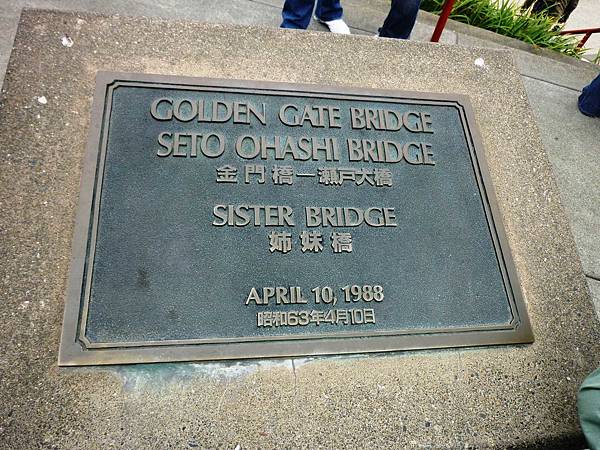 GOLDEN GATE BRIDGE
SETO OHASHI BRIDGE
金門橋一瀬戸大橋
SISTER BRIDGE
姉妹橋
APRIL 10, 1988
昭和63年4月10日